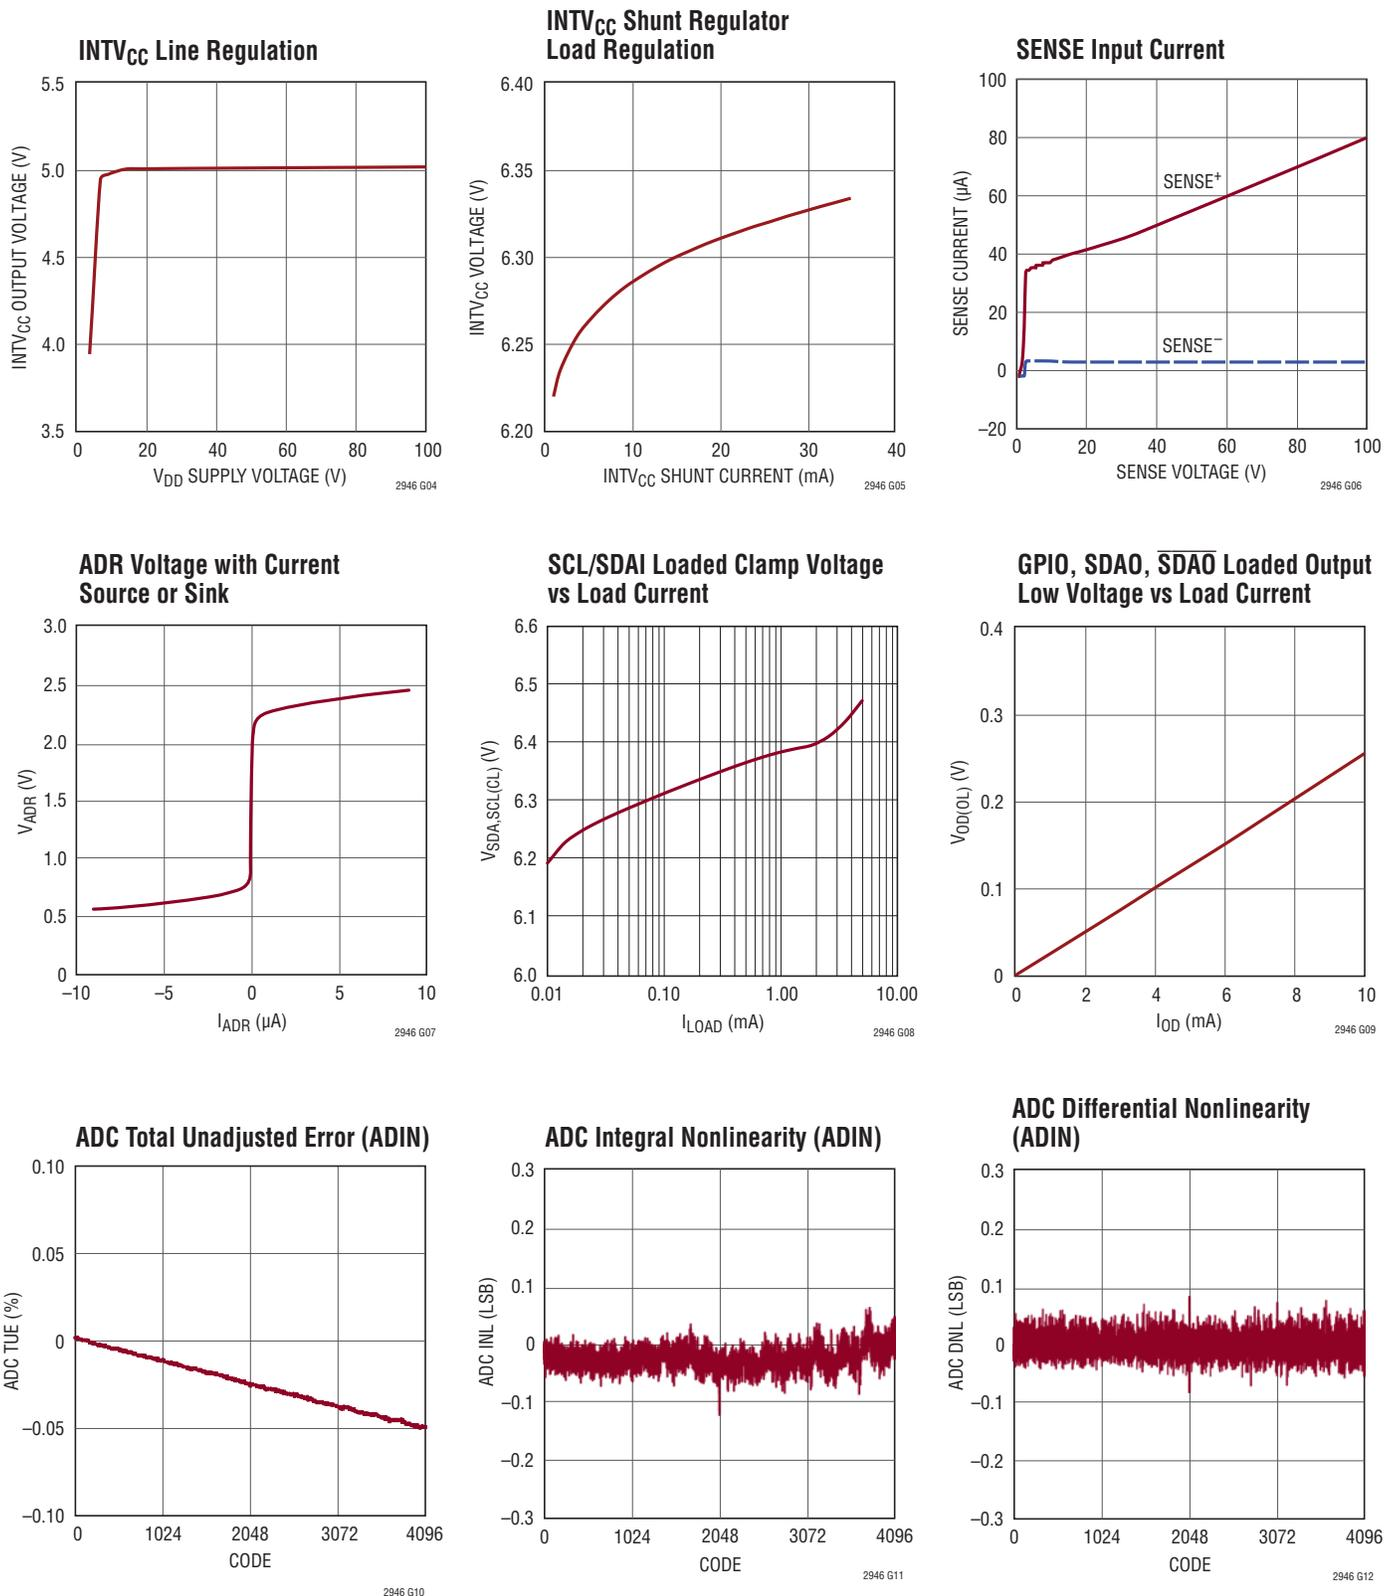 INTVCC Line Regulation
5.5
5.0
4.5
4.0
3.5
INTVCC OUTPUT VOLTAGE (V)
0 20 40 60 80 100
VDD SUPPLY VOLTAGE (V)
2946 G04
INTVCC Shunt Regulator
Load Regulation
6.40
6.35
6.30
6.25
6.20
INTVCC VOLTAGE (V)
0 10 20 30 40
INTVCC SHUNT CURRENT (mA)
2946 G05
SENSE Input Current
100
80
60
40
20
0
–20
SENSE CURRENT (µA)
SENSE+
SENSE–
0 20 40 60 80 100
SENSE VOLTAGE (V)
2946 G06
ADR Voltage with Current
Source or Sink
3.0
2.5
2.0
1.5
1.0
0.5
0
VADR (V)
–10 –5 0 5 10
IADR (µA)
2946 G07
SCL/SDAI Loaded Clamp Voltage
vs Load Current
6.6
6.5
6.4
6.3
6.2
6.1
6.0
VSDA,SCL(CL) (V)
0.01 0.10 1.00 10.00
ILOAD (mA)
2946 G08
GPIO, SDAO, S̅D̅A̅O̅ Loaded Output
Low Voltage vs Load Current
0.4
0.3
0.2
0.1
0
VOD(OL) (V)
0 2 4 6 8 10
IOD (mA)
2946 G09
ADC Total Unadjusted Error (ADIN)
0.10
0.05
0
–0.05
–0.10
ADC TUE (%)
0 1024 2048 3072 4096
CODE
2946 G10
ADC Integral Nonlinearity (ADIN)
0.3
0.2
0.1
0
–0.1
–0.2
–0.3
ADC INL (LSB)
0 1024 2048 3072 4096
CODE
2946 G11
ADC Differential Nonlinearity
(ADIN)
0.3
0.2
0.1
0
–0.1
–0.2
–0.3
ADC DNL (LSB)
0 1024 2048 3072 4096
CODE
2946 G12